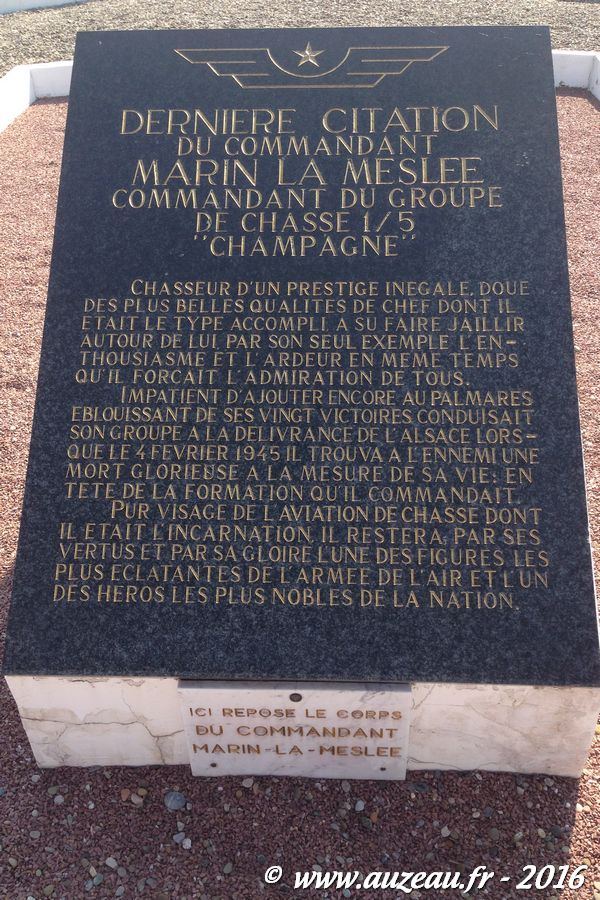 DERNIERE CITATION
DU COMMANDANT
MARIN LA MESLEE
COMMANDANT DU GROUPE
DE CHASSE 1/5
"CHAMPAGNE"
CHASSEUR D'UN PRESTIGE INEGALE, DOUE
DES PLUS BELLES QUALITES DE CHEF DONT IL
ETAIT LE TYPE ACCOMPLI A SU FAIRE JAILLIR
AUTOUR DE LUI PAR SON SEUL EXEMPLE L'EN-
THOUSIASME ET L'ARDEUR EN MEME TEMPS
QU'IL FORCAIT L'ADMIRATION DE TOUS.
IMPATIENT D'AJOUTER ENCORE AU PALMARES
EBLOUISSANT DE SES VINGT VICTOIRES CONDUISAIT
SON GROUPE A LA DELIVRANCE DE L'ALSACE LORS-
QUE LE 4 FEVRIER 1945 IL TROUVA A L'ENNEMI UNE
MORT GLORIEUSE A LA MESURE DE SA VIE: EN
TETE DE LA FORMATION QU'IL COMMANDAIT.
PUR VISAGE DE L'AVIATION DE CHASSE DONT
IL ETAIT L'INCARNATION, IL RESTERA, PAR SES
VERTUS ET PAR SA GLOIRE L'UNE DES FIGURES LES
PLUS ECLATANTES DE L'ARMEE DE L'AIR ET L'UN
DES HEROS LES PLUS NOBLES DE LA NATION.
ICI REPOSE LE CORPS
DU COMMANDANT
MARIN-LA-MESLEE
© www.auzeau.fr - 2016